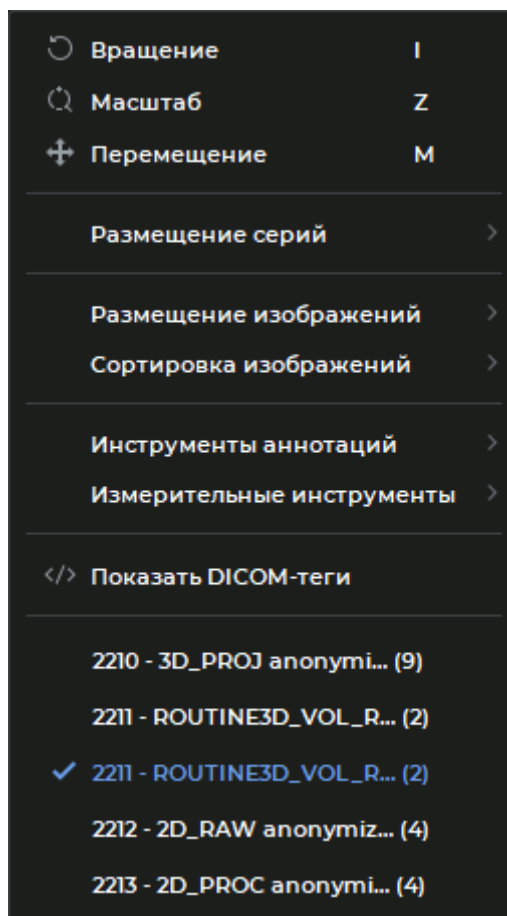 Вращение I
Масштаб Z
Перемещение M
Размещение серий
Размещение изображений
Сортировка изображений
Инструменты аннотаций
Измерительные инструменты
</> Показать DICOM-теги
2210 - 3D_PROJ anonymi... (9)
2211 - ROUTINE3D_VOL_R... (2)
2211 - ROUTINE3D_VOL_R... (2)
2212 - 2D_RAW anonymiz... (4)
2213 - 2D_PROC anonymi... (4)